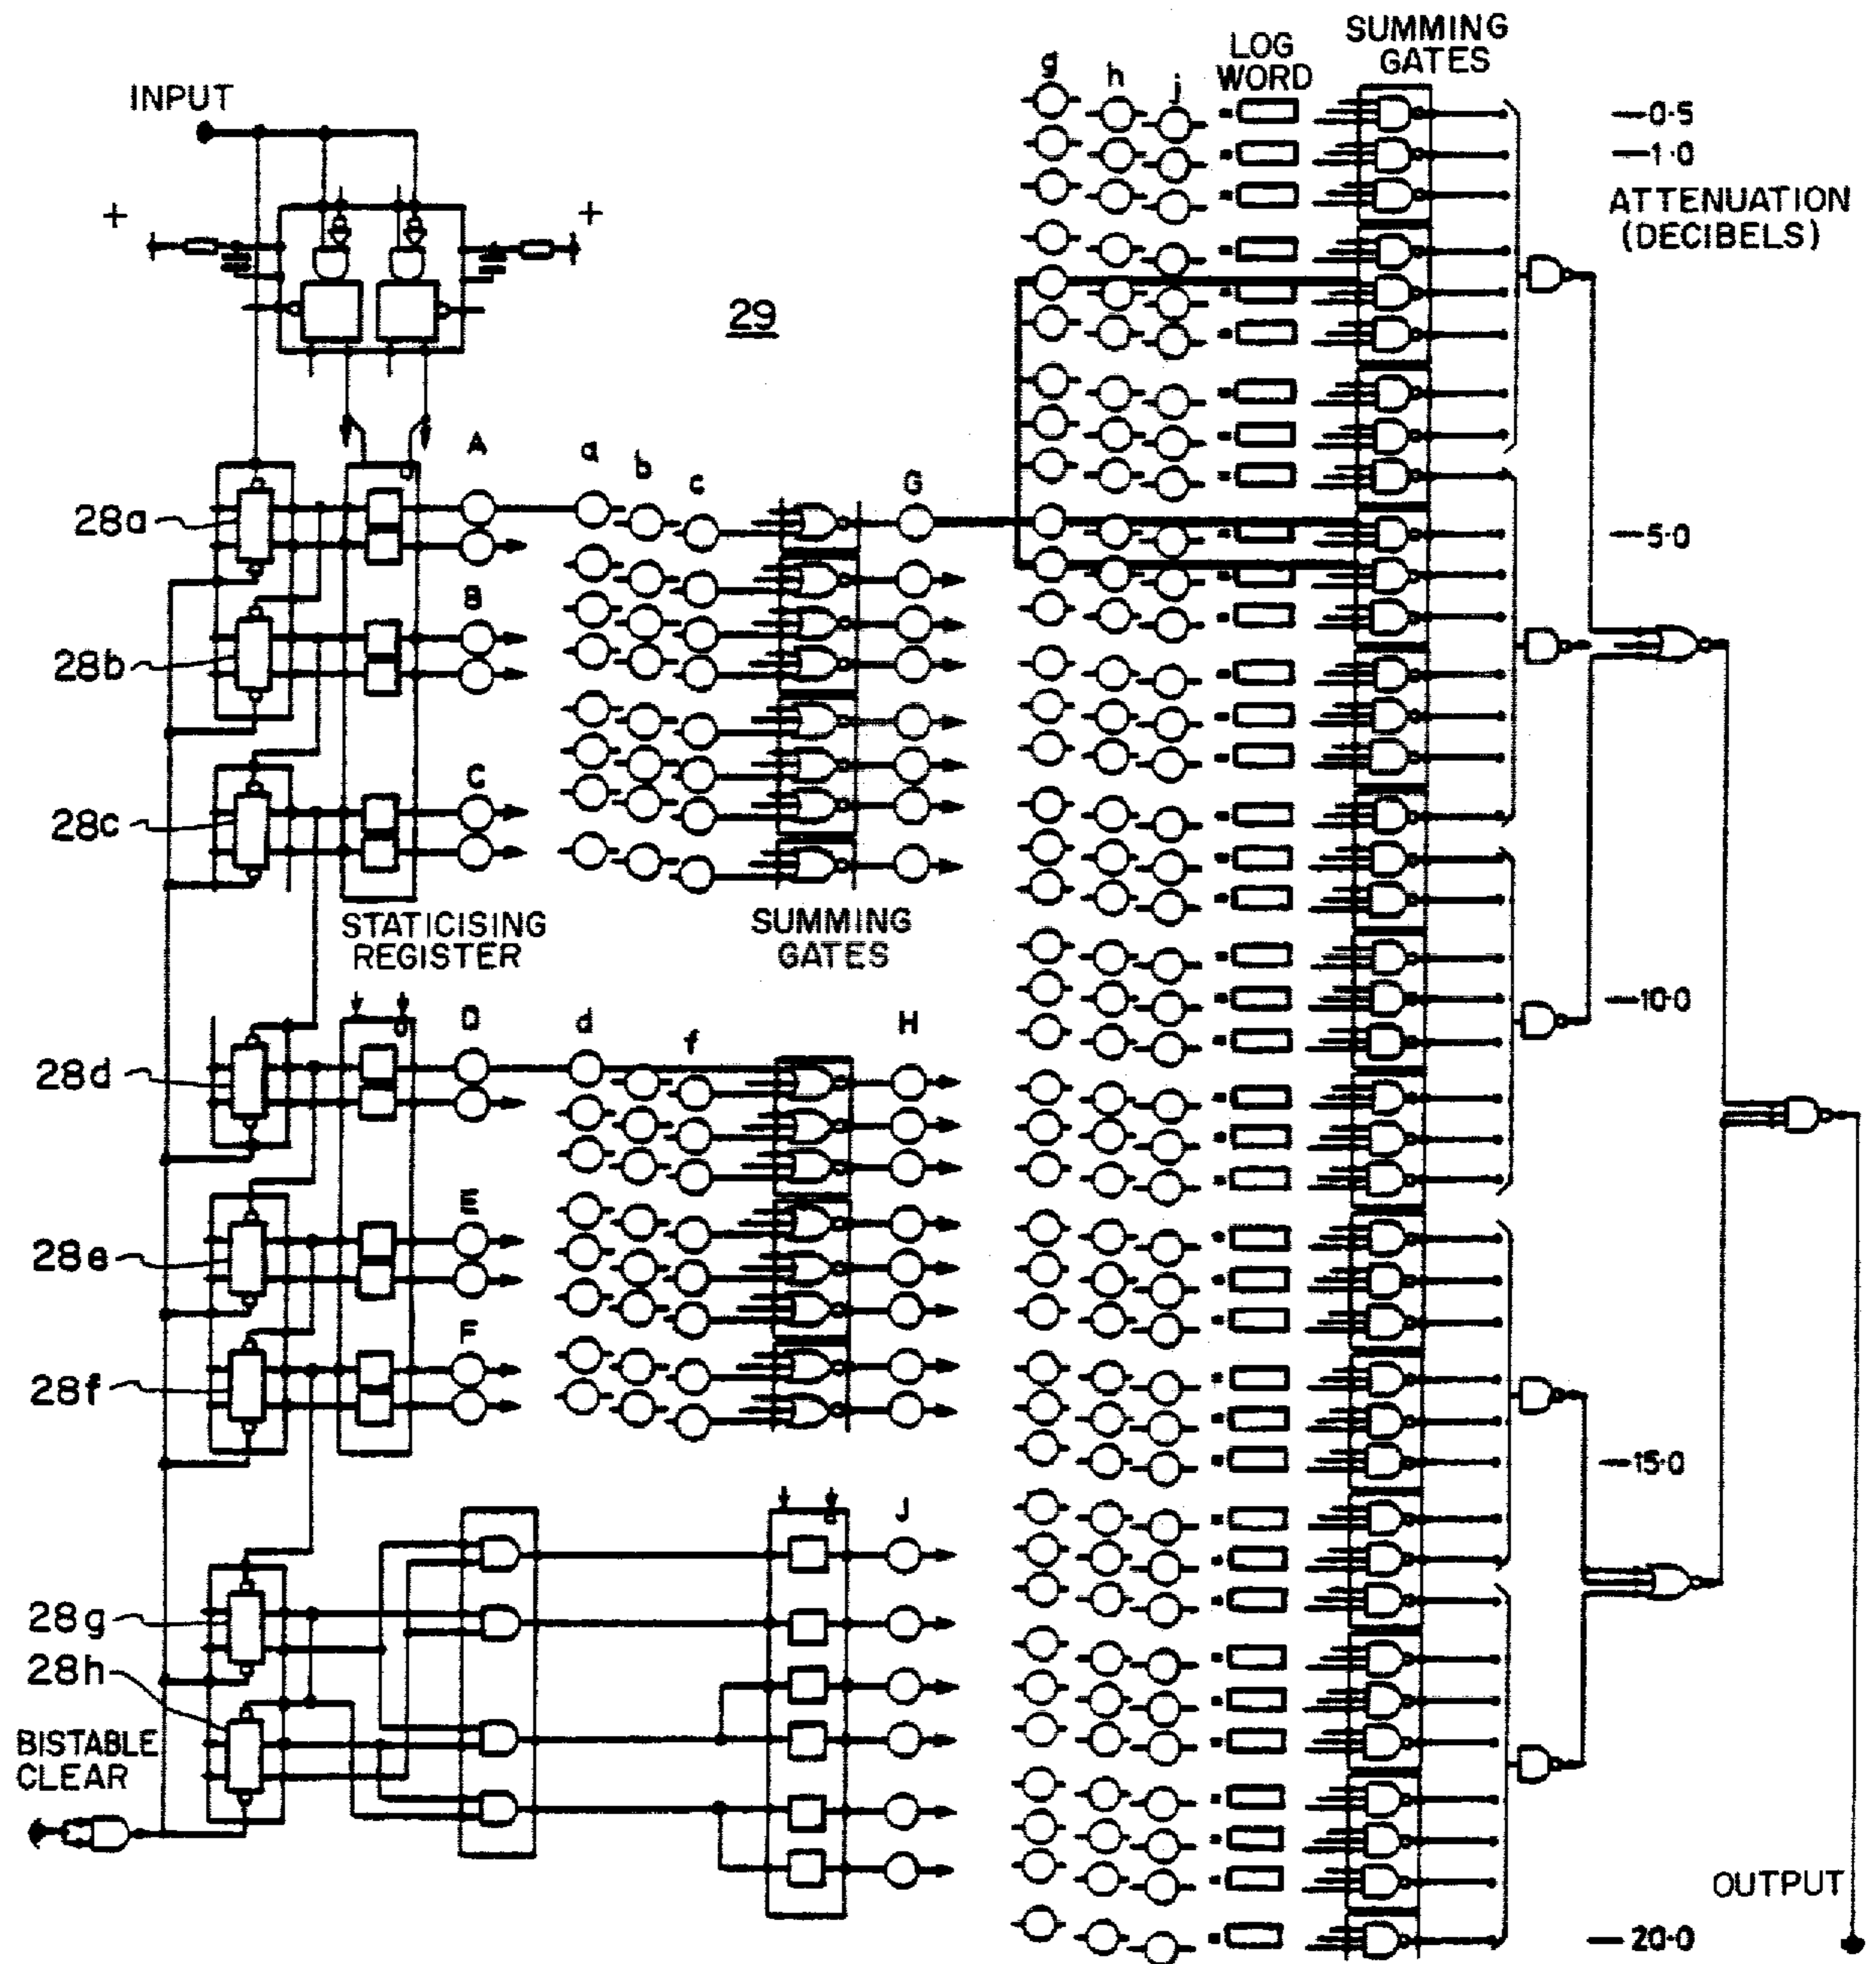 INPUT
+
+
29
g
h
j
LOG
WORD
SUMMING
GATES
—0·5
—1·0
ATTENUATION
(DECIBELS)
A
a
b
c
G
28a
B
28b
C
28c
—5·0
STATICISING
REGISTER
SUMMING
GATES
D
d
f
H
28d
—10·0
E
28e
F
28f
—15·0
J
28g
28h
BISTABLE
CLEAR
OUTPUT
—20·0